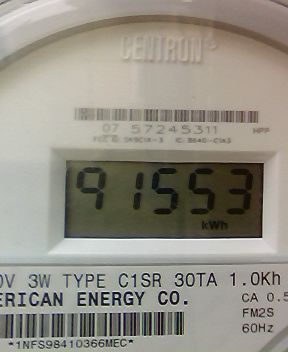 CENTRON®
07 57245311 HPP
91553
kWh
0V 3W TYPE C1SR 30TA 1.0Kh
ERICAN ENERGY CO.
CA 0.5
FM2S
60Hz
*1NFS98410366MEC*